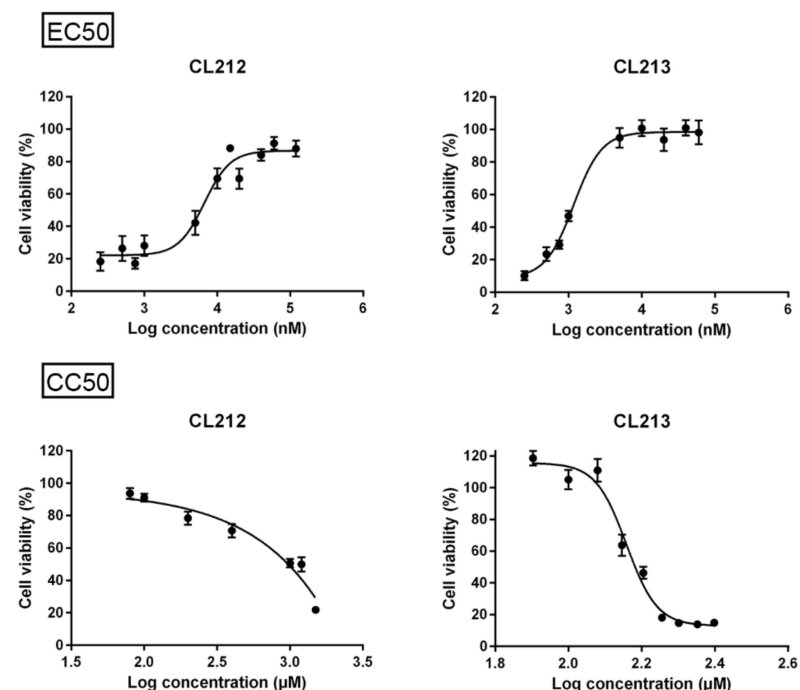 EC50
CL212
120
100
80
60
40
20
0
Cell viability (%)
2 3 4 5 6
Log concentration (nM)
CL213
120
100
80
60
40
20
0
Cell viability (%)
2 3 4 5 6
Log concentration (nM)
CC50
CL212
120
100
80
60
40
20
0
Cell viability (%)
1.5 2.0 2.5 3.0 3.5
Log concentration (µM)
CL213
120
100
80
60
40
20
0
Cell viability (%)
1.8 2.0 2.2 2.4 2.6
Log concentration (µM)